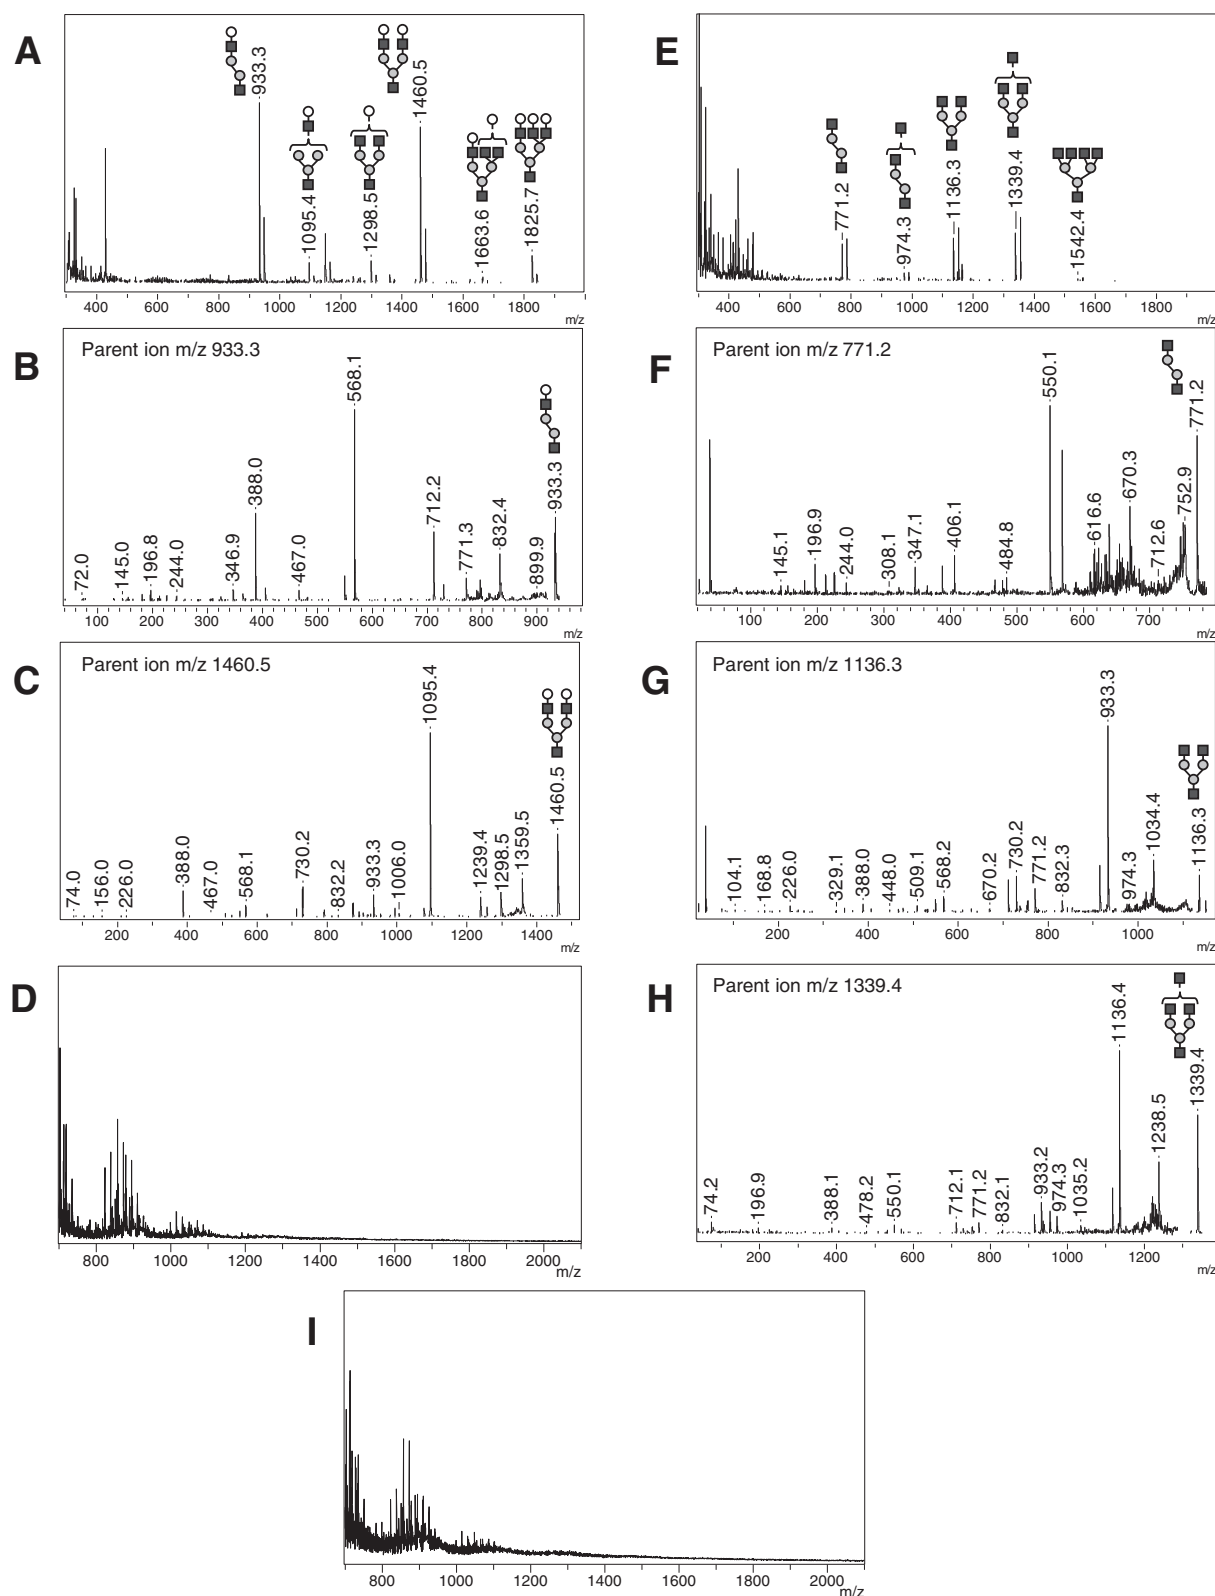 A
933.3
1095.4
1298.5
1460.5
1663.6
1825.7
400 600 800 1000 1200 1400 1600 1800
m/z
B
Parent ion m/z 933.3
72.0
145.0
196.8
244.0
346.9
388.0
467.0
568.1
712.2
771.3
832.4
899.9
933.3
100 200 300 400 500 600 700 800 900
m/z
C
Parent ion m/z 1460.5
74.0
156.0
226.0
388.0
467.0
568.1
730.2
832.2
933.3
1006.0
1095.4
1239.4
1298.5
1359.5
1460.5
200 400 600 800 1000 1200 1400
m/z
D
800 1000 1200 1400 1600 1800 2000
m/z
E
771.2
974.3
1136.3
1339.4
1542.4
400 600 800 1000 1200 1400 1600 1800
m/z
F
Parent ion m/z 771.2
145.1
196.9
244.0
308.1
347.1
406.1
484.8
550.1
616.6
670.3
712.6
752.9
771.2
100 200 300 400 500 600 700
m/z
G
Parent ion m/z 1136.3
104.1
168.8
226.0
329.1
388.0
448.0
509.1
568.2
670.2
730.2
771.2
832.3
933.3
974.3
1034.4
1136.3
200 400 600 800 1000
m/z
H
Parent ion m/z 1339.4
74.2
196.9
388.1
478.2
550.1
712.1
771.2
832.1
933.2
974.3
1035.2
1136.4
1238.5
1339.4
200 400 600 800 1000 1200
m/z
I
800 1000 1200 1400 1600 1800 2000
m/z